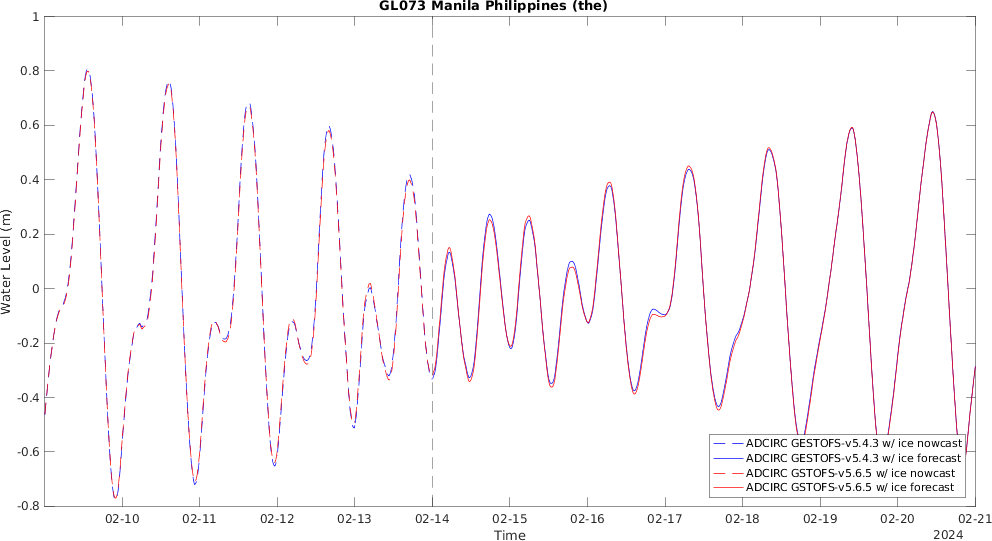 GL073 Manila Philippines (the)
1
0.8
0.6
0.4
0.2
0
-0.2
-0.4
-0.6
-0.8
Water Level (m)
ADCIRC GESTOFS-v5.4.3 w/ ice nowcast
ADCIRC GESTOFS-v5.4.3 w/ ice forecast
ADCIRC GSTOFS-v5.6.5 w/ ice nowcast
ADCIRC GSTOFS-v5.6.5 w/ ice forecast
02-10 02-11 02-12 02-13 02-14 02-15 02-16 02-17 02-18 02-19 02-20 02-21
Time
2024